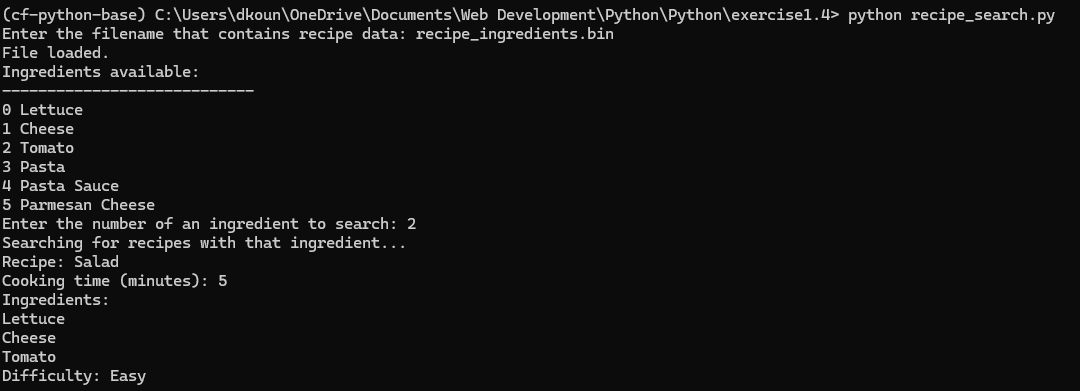 (cf-python-base) C:\Users\dkoun\OneDrive\Documents\Web Development\Python\Python\exercise1.4> python recipe_search.py
Enter the filename that contains recipe data: recipe_ingredients.bin
File loaded.
Ingredients available:
----------------------------
0 Lettuce
1 Cheese
2 Tomato
3 Pasta
4 Pasta Sauce
5 Parmesan Cheese
Enter the number of an ingredient to search: 2
Searching for recipes with that ingredient...
Recipe: Salad
Cooking time (minutes): 5
Ingredients:
Lettuce
Cheese
Tomato
Difficulty: Easy